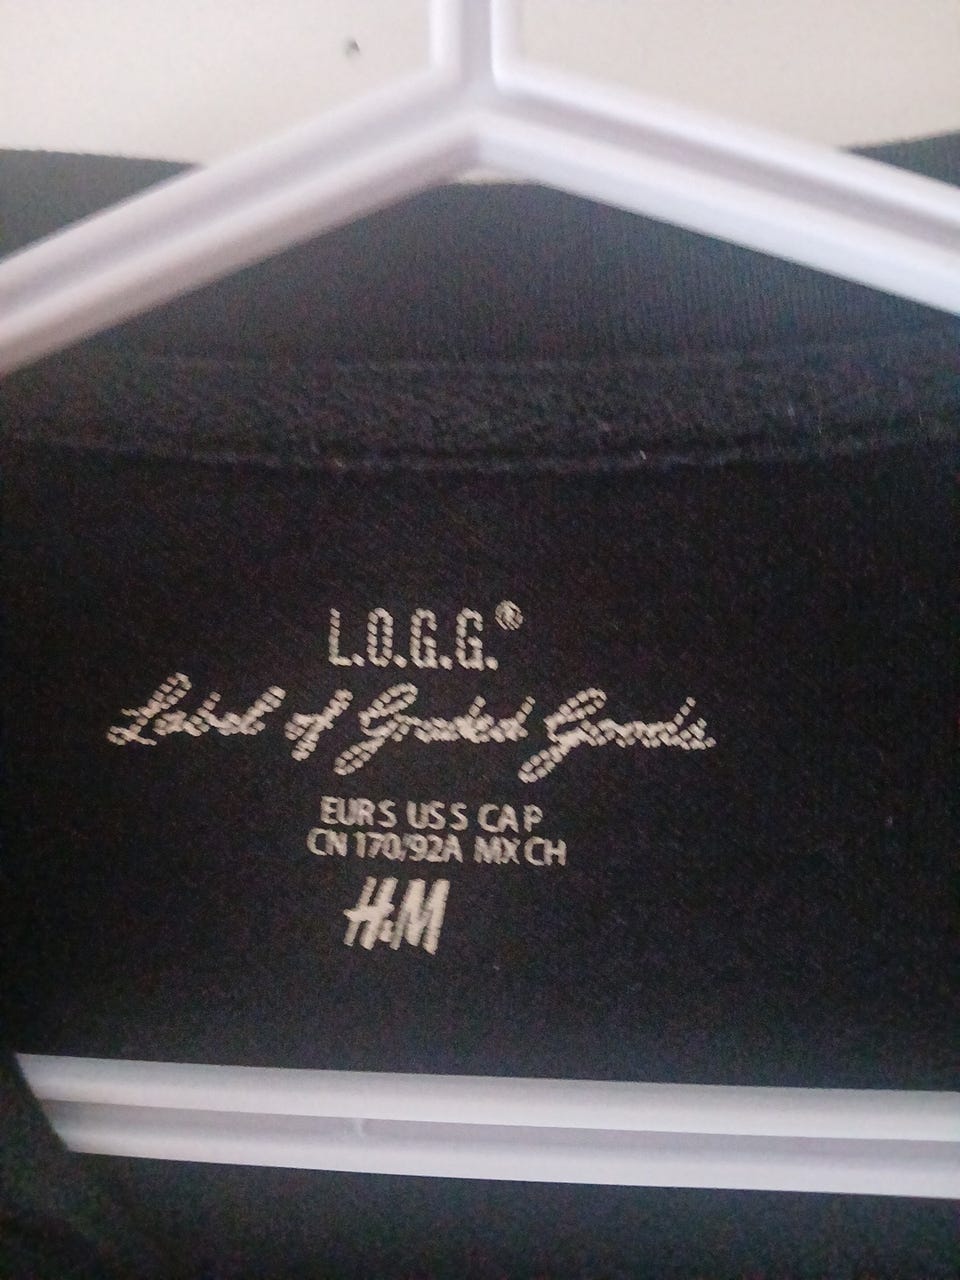 L.O.G.G.®
Label of Graded Goods
EUR S US S CA P
CN 170/92A MX CH
H&M